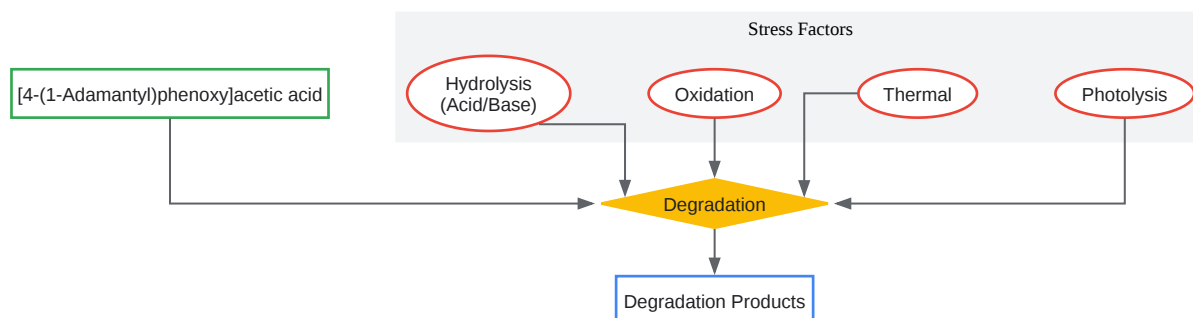 Stress Factors
[4-(1-Adamantyl)phenoxy]acetic acid
Hydrolysis
(Acid/Base)
Oxidation
Thermal
Photolysis
Degradation
Degradation Products